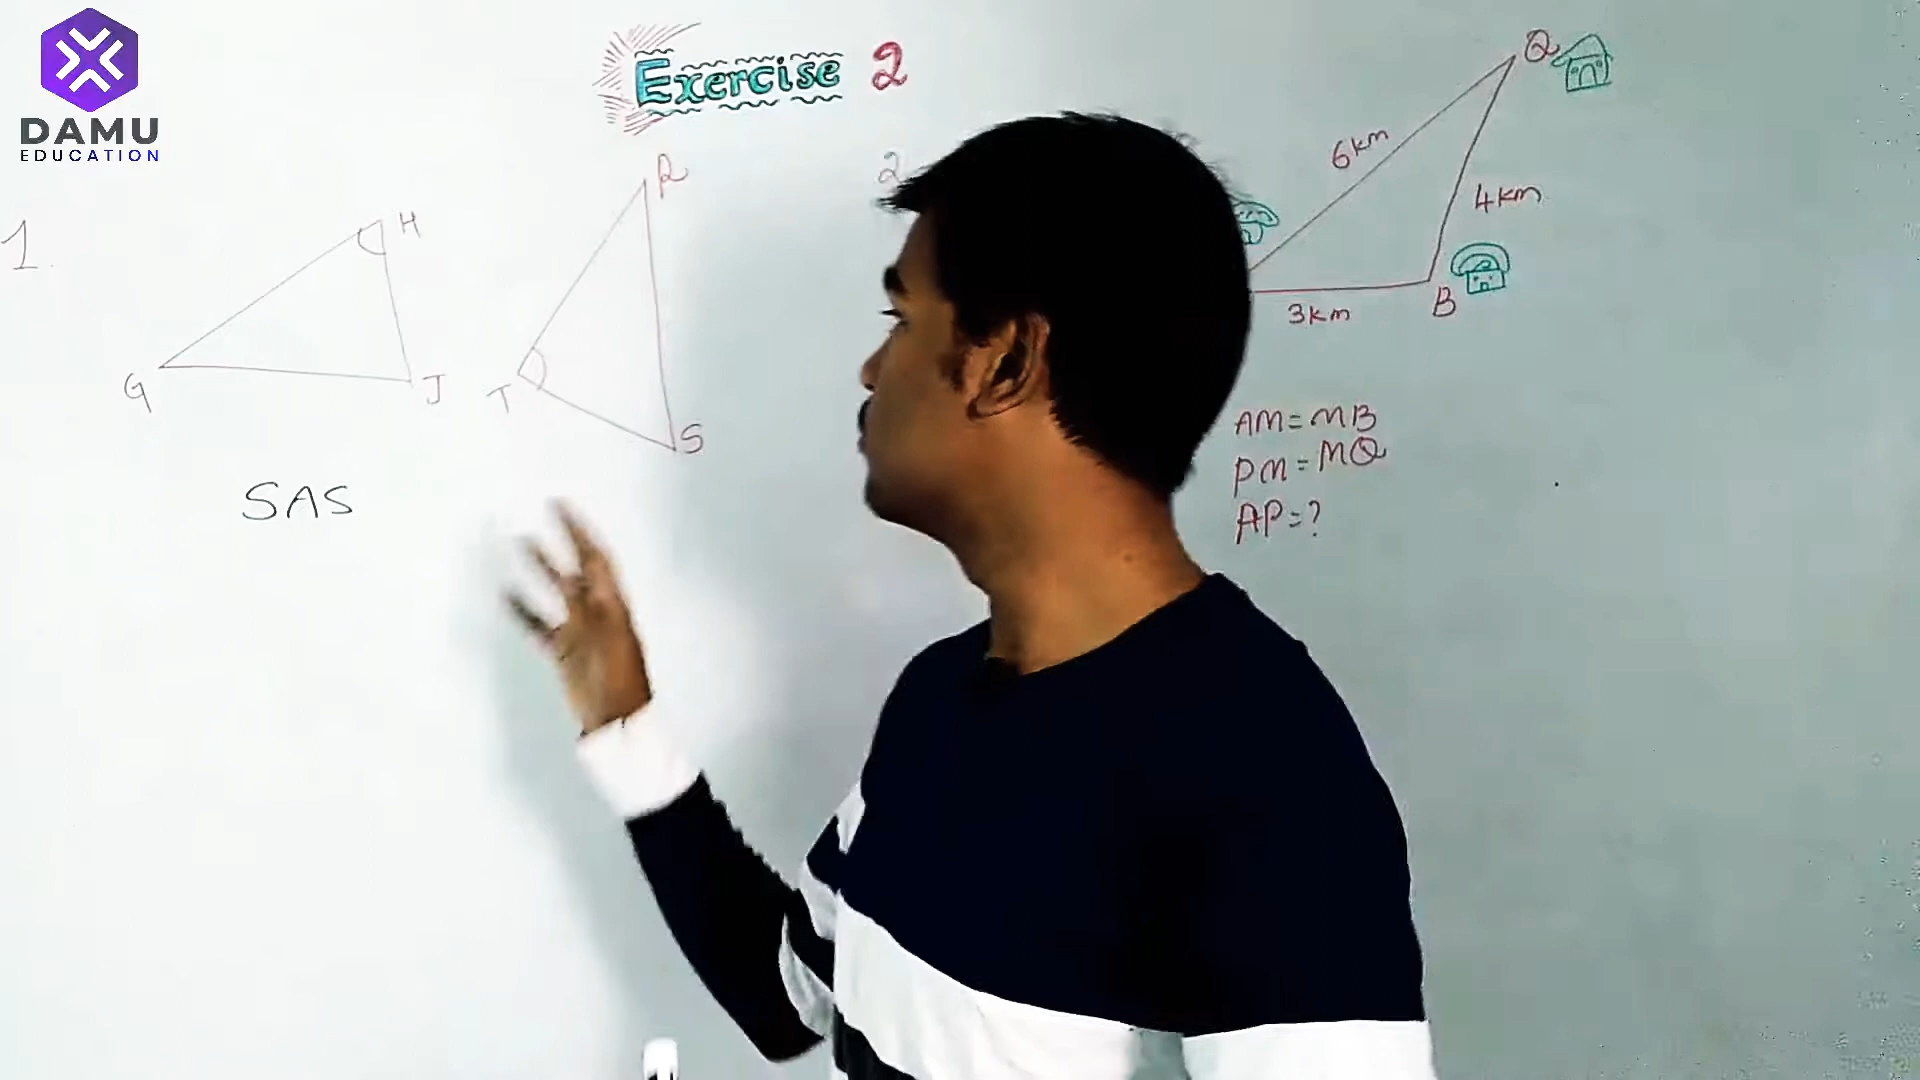 DAMU
EDUCATION
Exercise 2
1.
H
G
J
R
T
S
SAS
2
Q
6km
4km
3km
B
AM = MB
PM = MQ
AP = ?